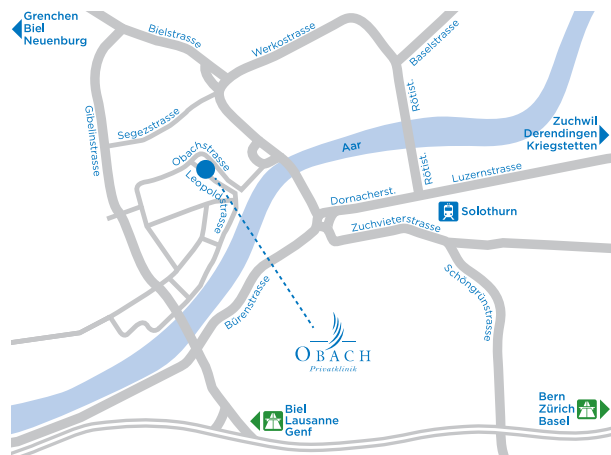 Grenchen
Biel
Neuenburg
Bielstrasse
Werkostrasse
Baselstrasse
Gibelinstrasse
Segezstrasse
Rötist.
Obachstrasse
Leopoldstrasse
Aar
Zuchwil
Derendingen
Kriegstetten
Rötist.
Luzernstrasse
Dornacherst.
Solothurn
Zuchvieterstrasse
Bürenstrasse
Schöngrünstrasse
OBACH
Privatklinik
Biel
Lausanne
Genf
Bern
Zürich
Basel